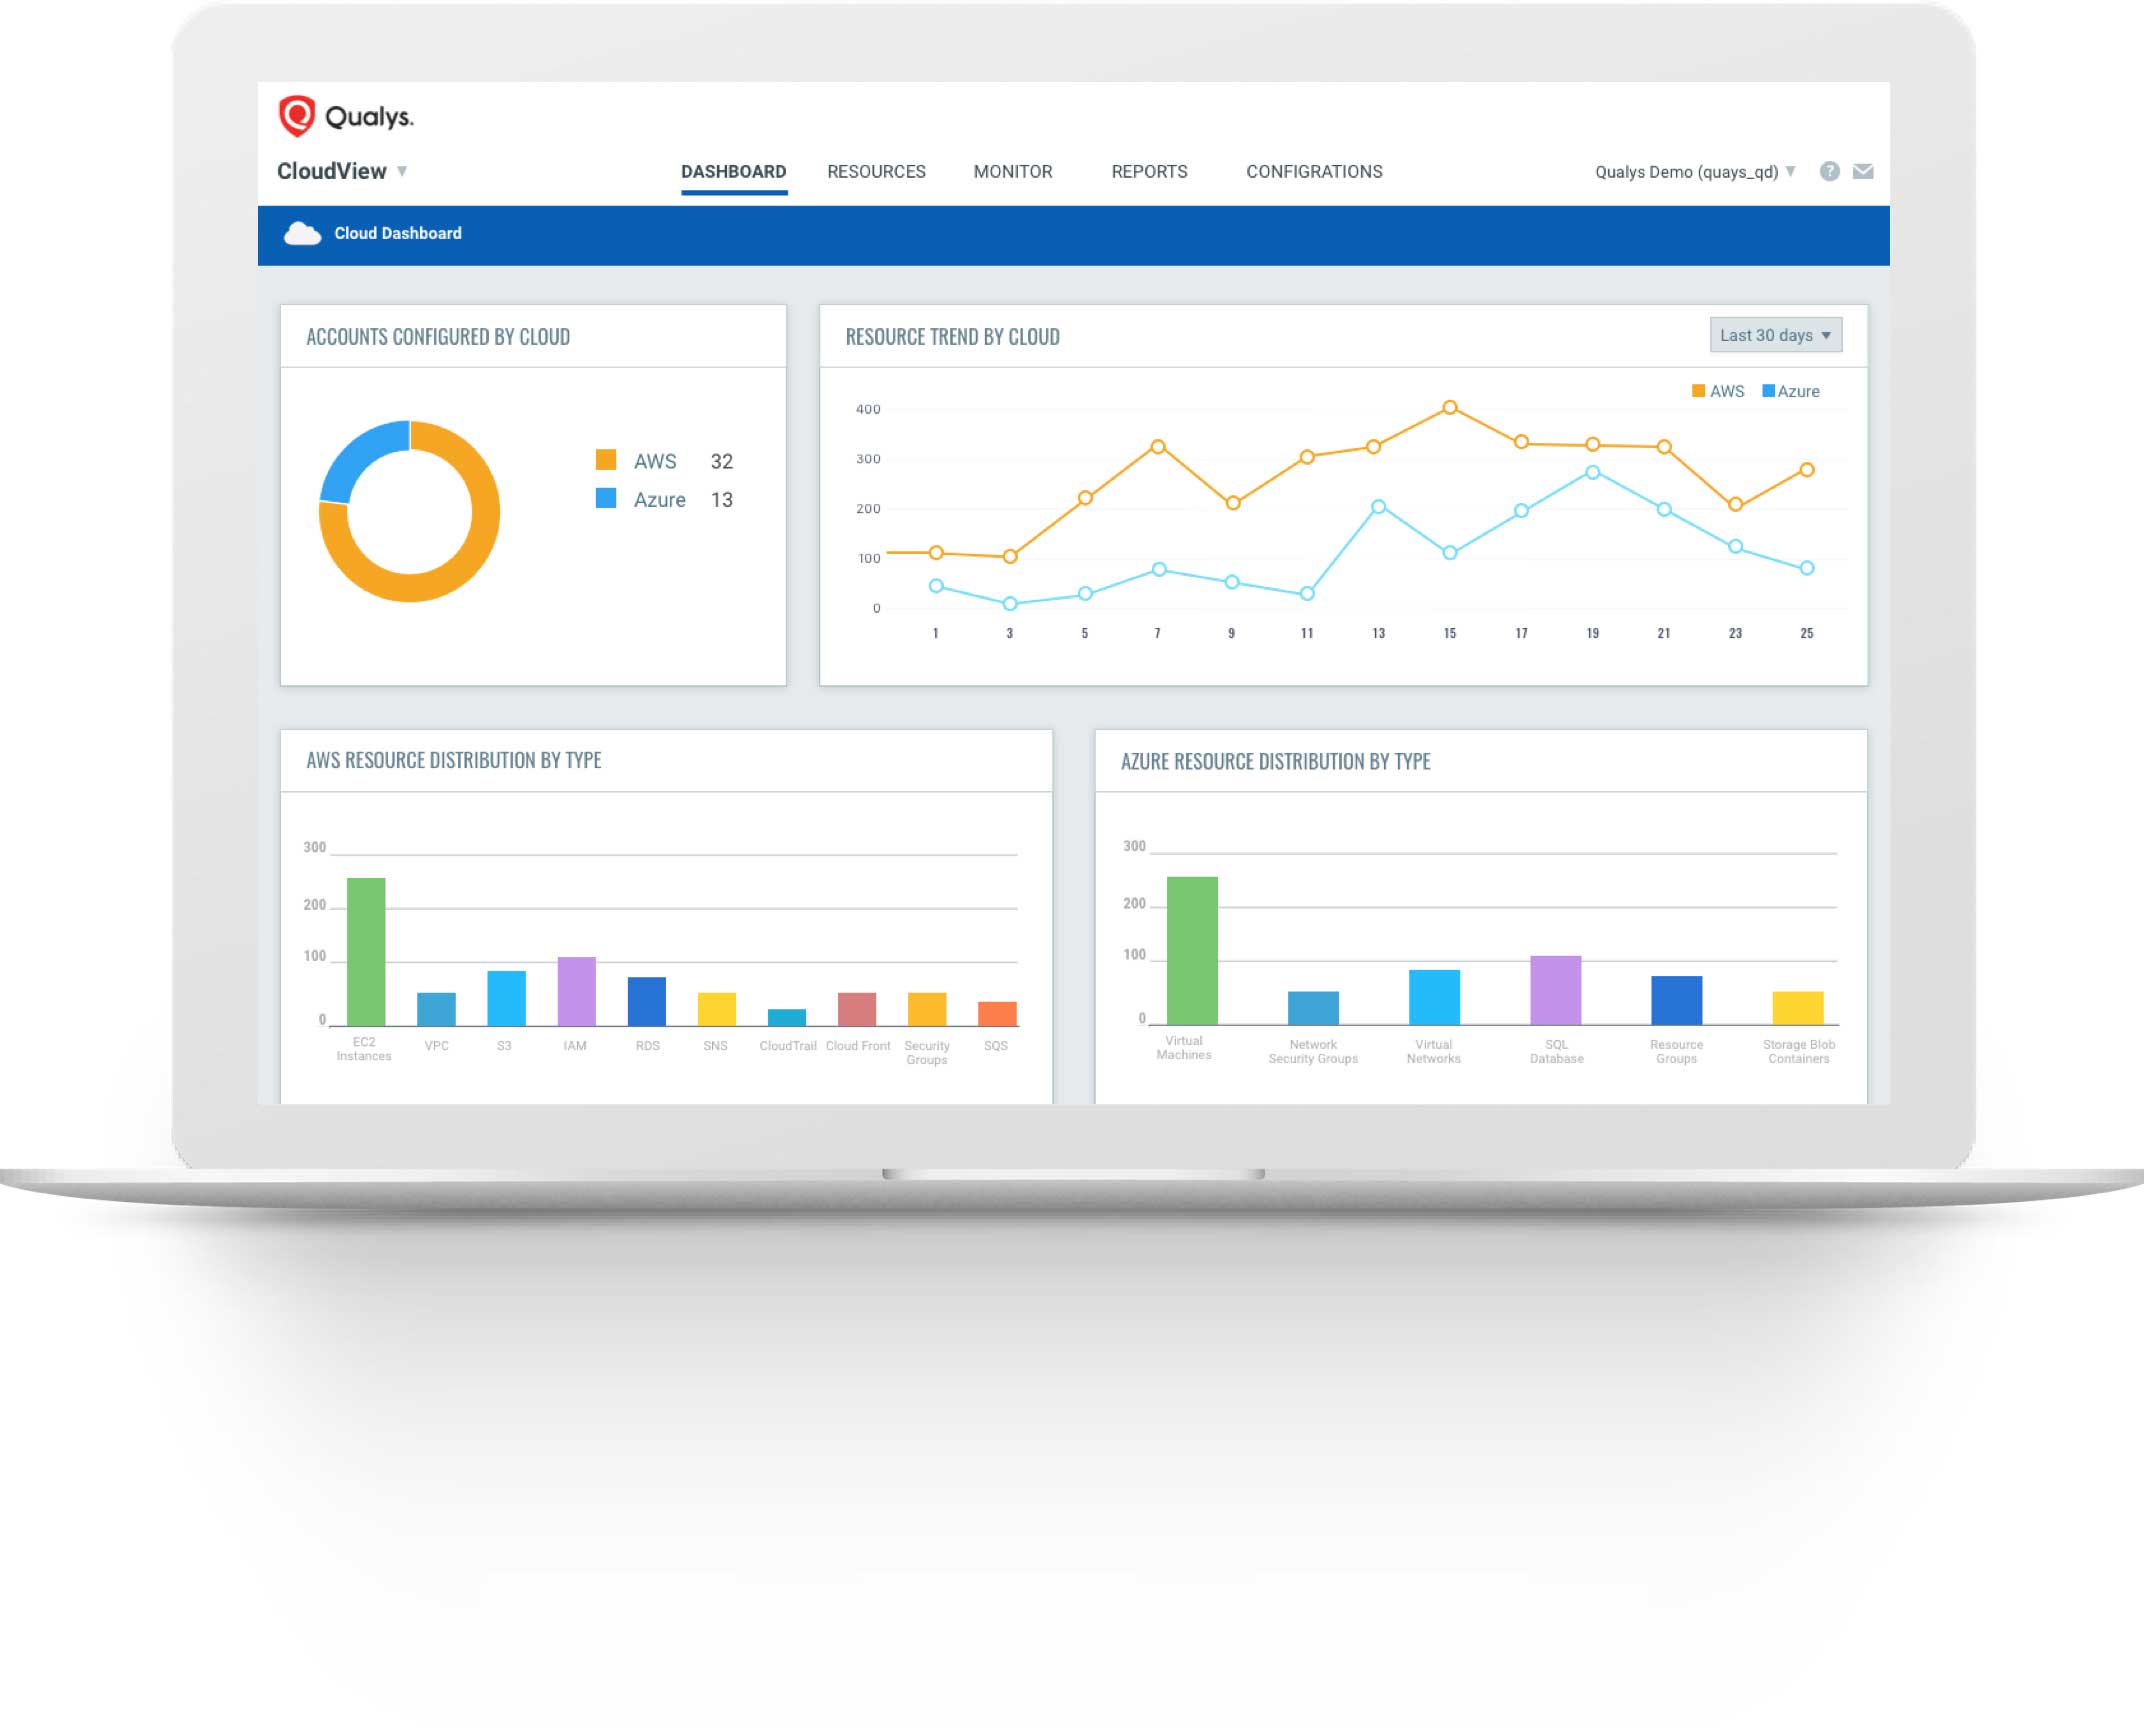 Qualys.
CloudView
DASHBOARD RESOURCES MONITOR REPORTS CONFIGRATIONS
Qualys Demo (quays_qd) ?
Cloud Dashboard
ACCOUNTS CONFIGURED BY CLOUD
AWS 32
Azure 13
RESOURCE TREND BY CLOUD
Last 30 days
AWS Azure
400
300
200
100
0
1 3 5 7 9 11 13 15 17 19 21 23 25
AWS RESOURCE DISTRIBUTION BY TYPE
300
200
100
0
EC2
Instances
VPC
S3
IAM
RDS
SNS
CloudTrail
Cloud Front
Security
Groups
SQS
AZURE RESOURCE DISTRIBUTION BY TYPE
300
200
100
0
Virtual
Machines
Network
Security Groups
Virtual
Networks
SQL
Database
Resource
Groups
Storage Blob
Containers